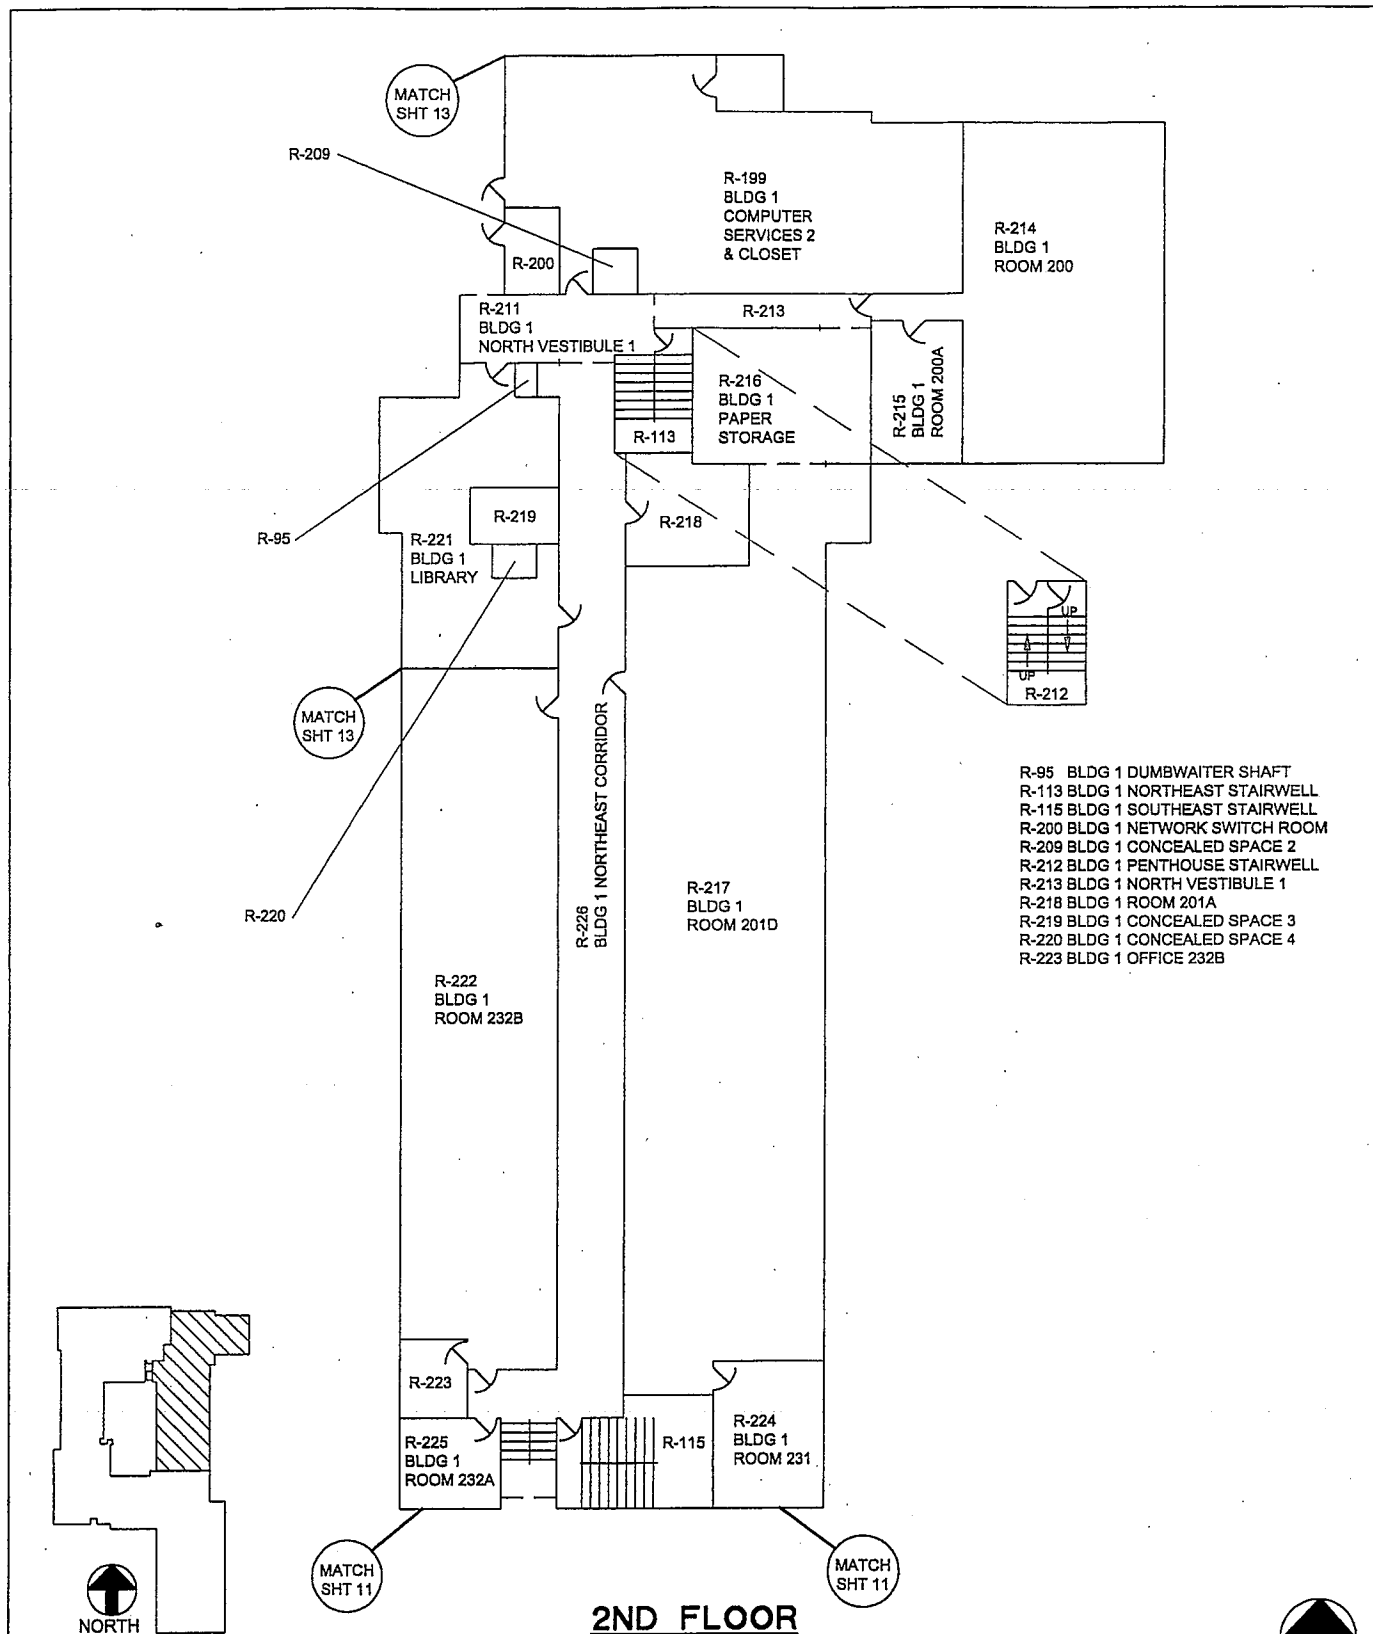 MATCH
SHT 13
R-209
R-199
BLDG 1
COMPUTER
SERVICES 2
& CLOSET
R-214
BLDG 1
ROOM 200
R-200
R-211
BLDG 1
NORTH VESTIBULE 1
R-213
R-216
BLDG 1
PAPER
STORAGE
R-215
BLDG 1
ROOM 200A
R-113
R-95
R-219
R-218
R-221
BLDG 1
LIBRARY
UP
UP
R-212
MATCH
SHT 13
R-226
BLDG 1 NORTHEAST CORRIDOR
R-95 BLDG 1 DUMBWAITER SHAFT
R-113 BLDG 1 NORTHEAST STAIRWELL
R-115 BLDG 1 SOUTHEAST STAIRWELL
R-200 BLDG 1 NETWORK SWITCH ROOM
R-209 BLDG 1 CONCEALED SPACE 2
R-212 BLDG 1 PENTHOUSE STAIRWELL
R-213 BLDG 1 NORTH VESTIBULE 1
R-218 BLDG 1 ROOM 201A
R-219 BLDG 1 CONCEALED SPACE 3
R-220 BLDG 1 CONCEALED SPACE 4
R-223 BLDG 1 OFFICE 232B
R-220
R-217
BLDG 1
ROOM 201D
R-222
BLDG 1
ROOM 232B
R-223
R-225
BLDG 1
ROOM 232A
R-115
R-224
BLDG 1
ROOM 231
MATCH
SHT 11
MATCH
SHT 11
NORTH
2ND FLOOR